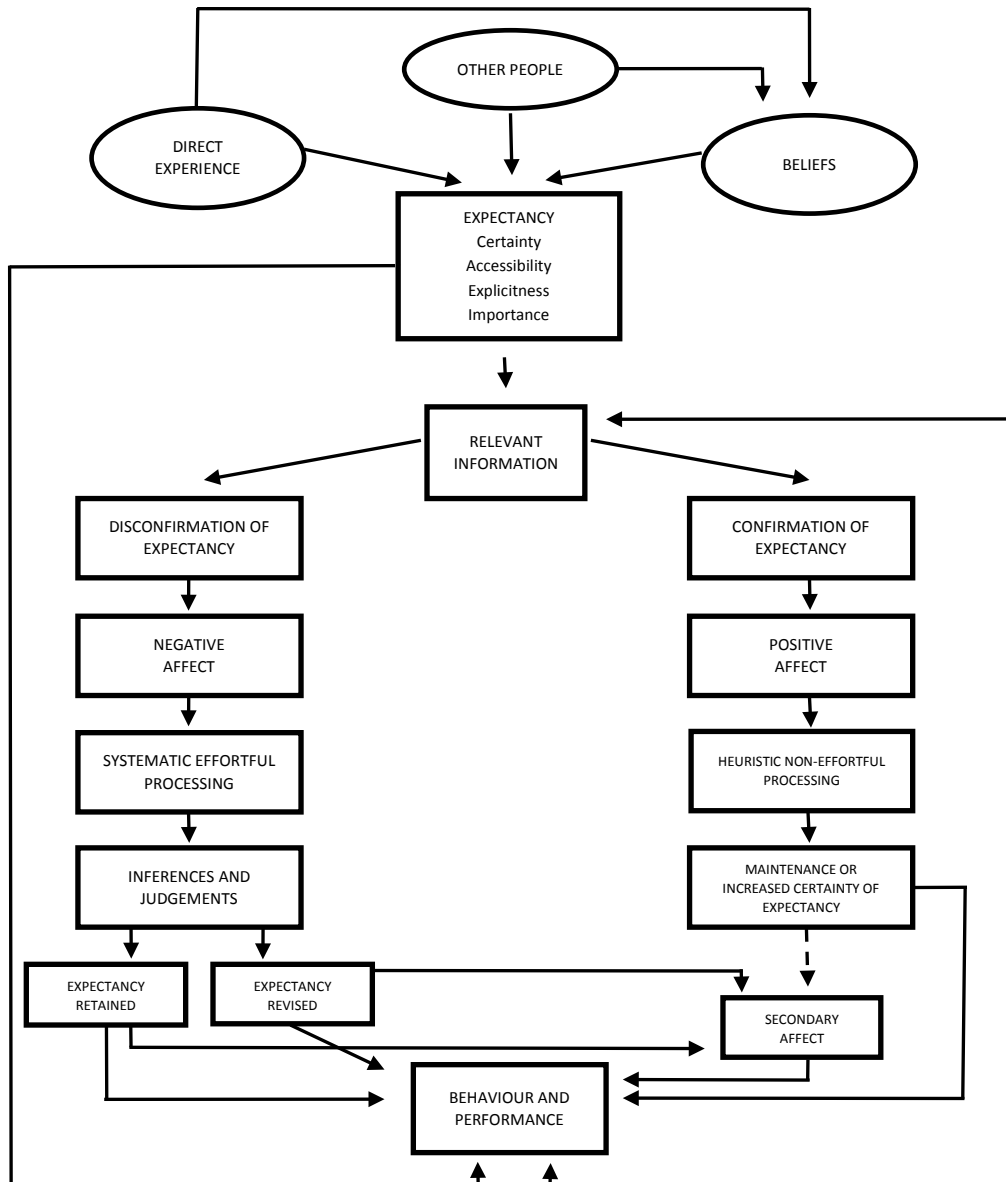 OTHER PEOPLE
DIRECT
EXPERIENCE
BELIEFS
EXPECTANCY
Certainty
Accessibility
Explicitness
Importance
RELEVANT
INFORMATION
DISCONFIRMATION OF
EXPECTANCY
CONFIRMATION OF
EXPECTANCY
NEGATIVE
AFFECT
POSITIVE
AFFECT
SYSTEMATIC EFFORTFUL
PROCESSING
HEURISTIC NON-EFFORTFUL
PROCESSING
INFERENCES AND
JUDGEMENTS
MAINTENANCE OR
INCREASED CERTAINTY OF
EXPECTANCY
EXPECTANCY
RETAINED
EXPECTANCY
REVISED
SECONDARY
AFFECT
BEHAVIOUR AND
PERFORMANCE